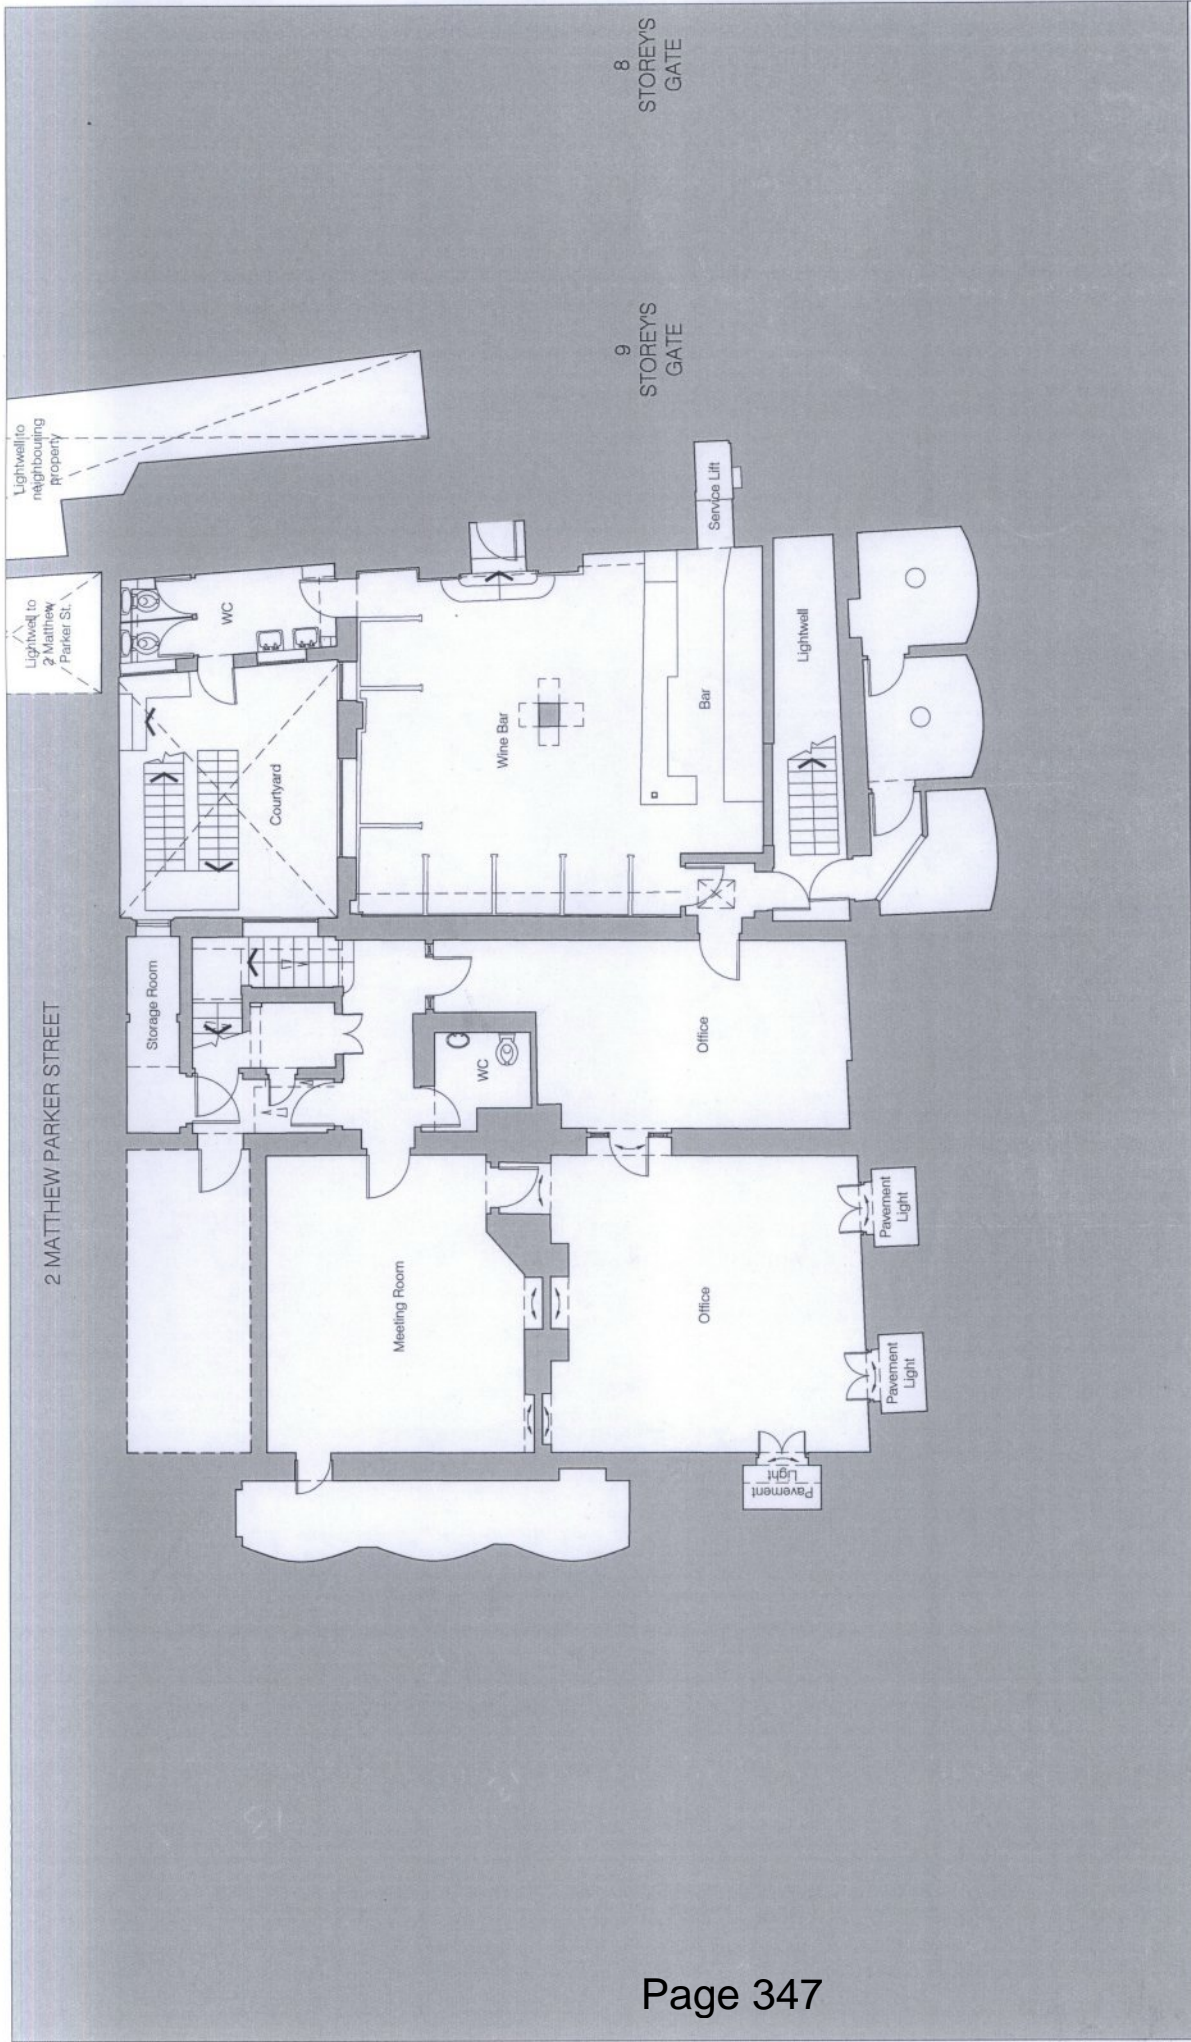 8
STOREY'S
GATE
9
STOREY'S
GATE
Lightwell to
neighbouring
property
Lightwell to
2 Matthew
Parker St.
WC
Courtyard
Wine Bar
Bar
Service Lift
Lightwell
2 MATTHEW PARKER STREET
Storage Room
WC
Office
Meeting Room
Office
Pavement
Light
Pavement
Light
Pavement
Light
Page 347